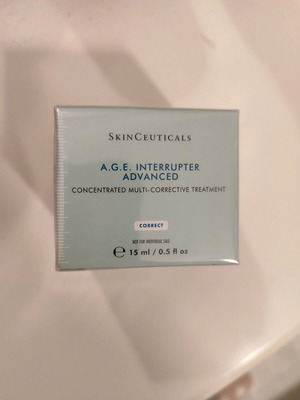 SKINCEUTICALS
A.G.E. INTERRUPTER
ADVANCED
CONCENTRATED MULTI-CORRECTIVE TREATMENT
CORRECT
NOT FOR INDIVIDUAL SALE
℮ 15 ml / 0.5 fl oz